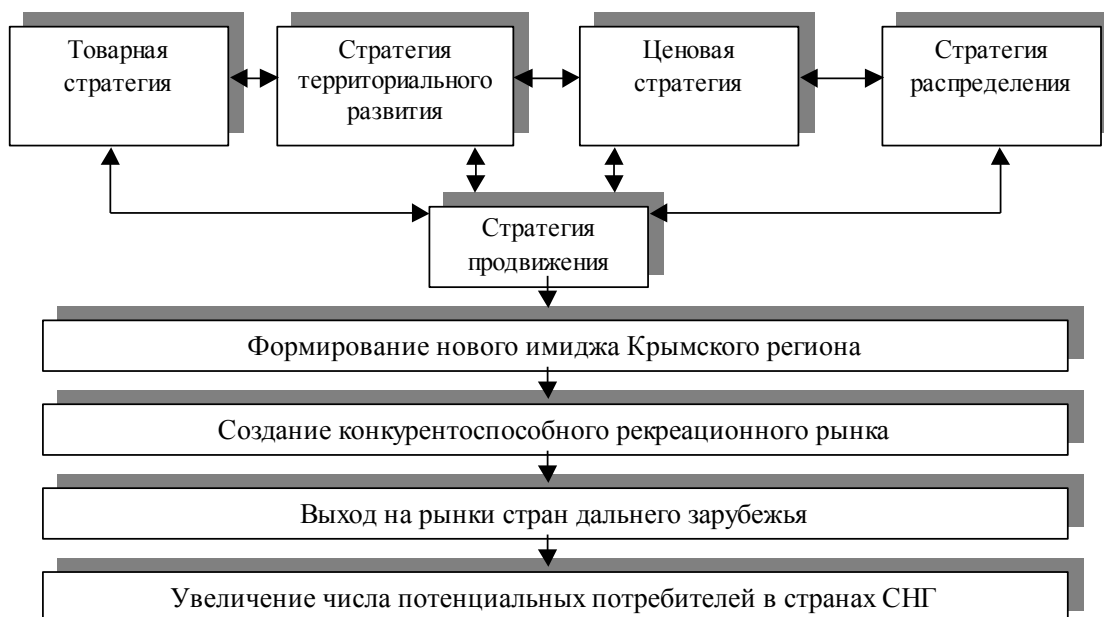 Товарная
стратегия
Стратегия
территориального
развития
Ценовая
стратегия
Стратегия
распределения
Стратегия
продвижения
Формирование нового имиджа Крымского региона
Создание конкурентоспособного рекреационного рынка
Выход на рынки стран дальнего зарубежья
Увеличение числа потенциальных потребителей в странах СНГ